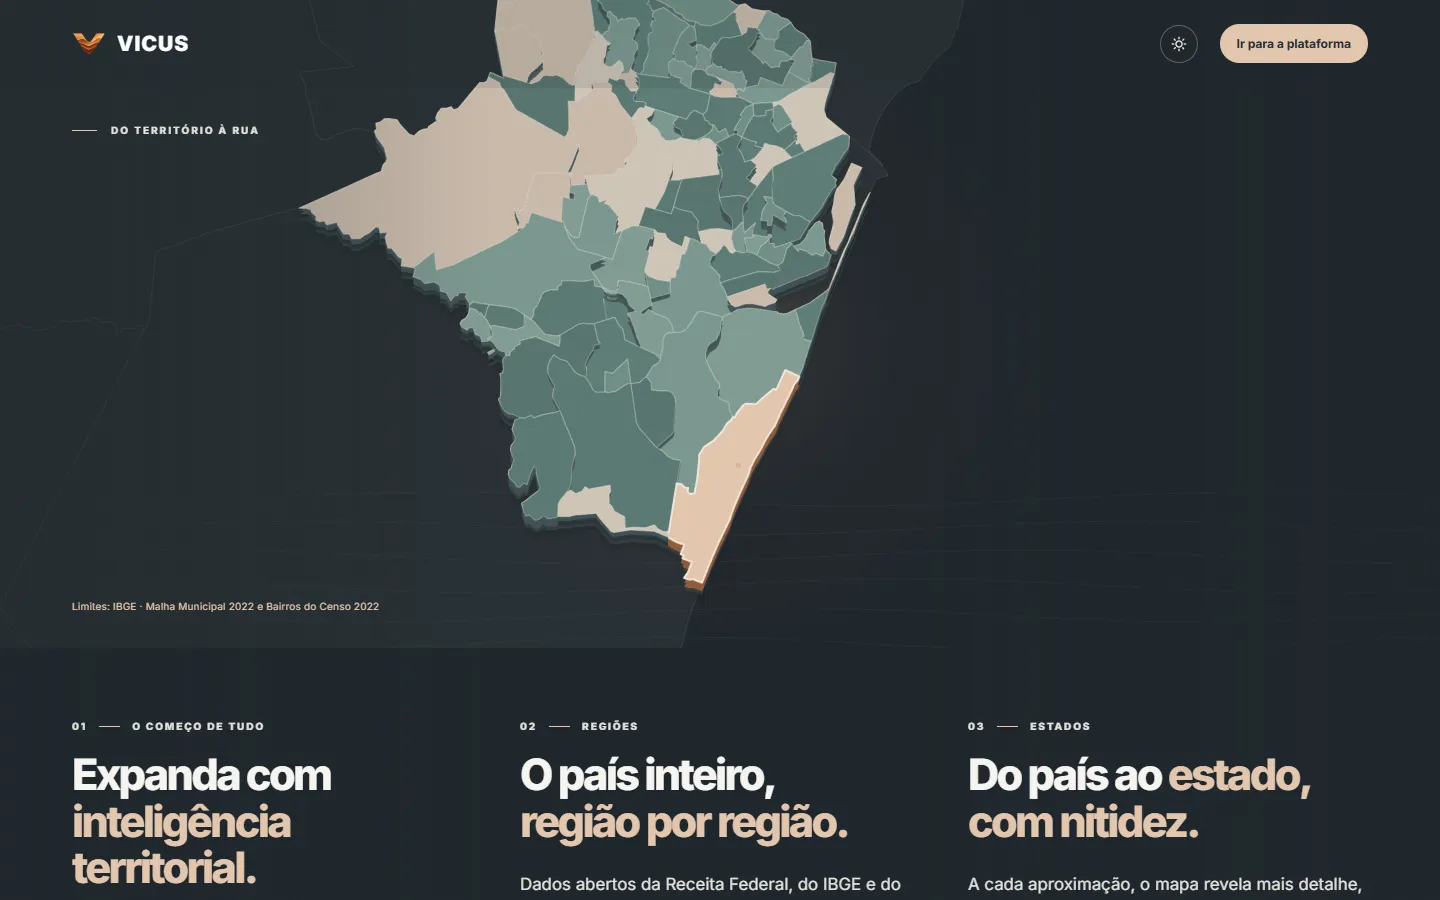 VICUS
Ir para a plataforma
DO TERRITÓRIO À RUA
Limites: IBGE · Malha Municipal 2022 e Bairros do Censo 2022
01 — O COMEÇO DE TUDO
Expanda com
inteligência
territorial.
02 — REGIÕES
O país inteiro,
região por região.
Dados abertos da Receita Federal, do IBGE e do
03 — ESTADOS
Do país ao estado,
com nitidez.
A cada aproximação, o mapa revela mais detalhe,